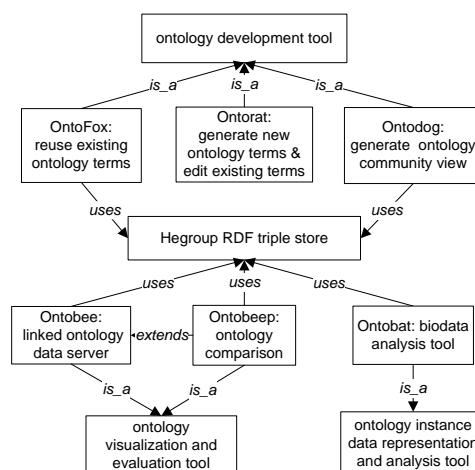 ontology development tool
is_a
is_a
is_a
OntoFox:
reuse existing
ontology terms
Ontorat:
generate new
ontology terms &
edit existing terms
Ontodog:
generate ontology
community view
uses
uses
Hegroup RDF triple store
uses
uses
uses
Ontobee:
linked ontology
data server
extends
Ontobeep:
ontology
comparison
Ontobat: biodata
analysis tool
is_a
is_a
is_a
ontology
visualization and
evaluation tool
ontology instance
data representation
and analysis tool